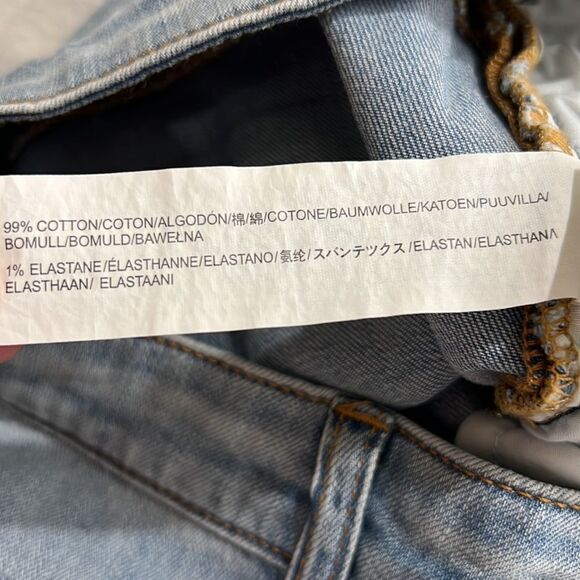 99% COTTON/COTON/ALGODÓN/棉/綿/COTONE/BAUMWOLLE/KATOEN/PUUVILLA/
BOMULL/BOMULD/BAWEŁNA
1% ELASTANE/ÉLASTHANNE/ELASTANO/氨纶/スパンテツクス/ELASTAN/ELASTHANA
ELASTHAAN/ ELASTAANI